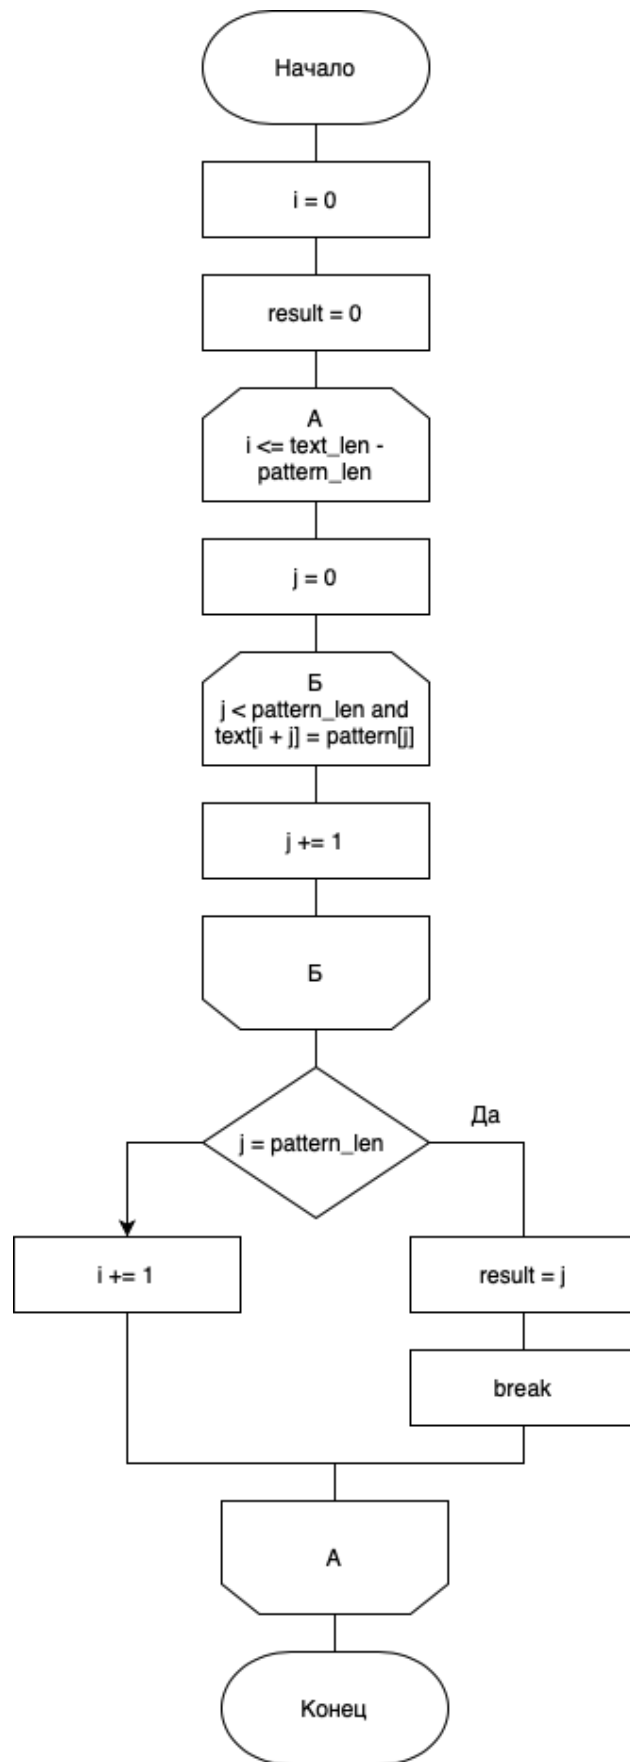 Начало
i = 0
result = 0
А
i <= text_len -
pattern_len
j = 0
Б
j < pattern_len and
text[i + j] = pattern[j]
j += 1
Б
j = pattern_len
Да
i += 1
result = j
break
А
Конец